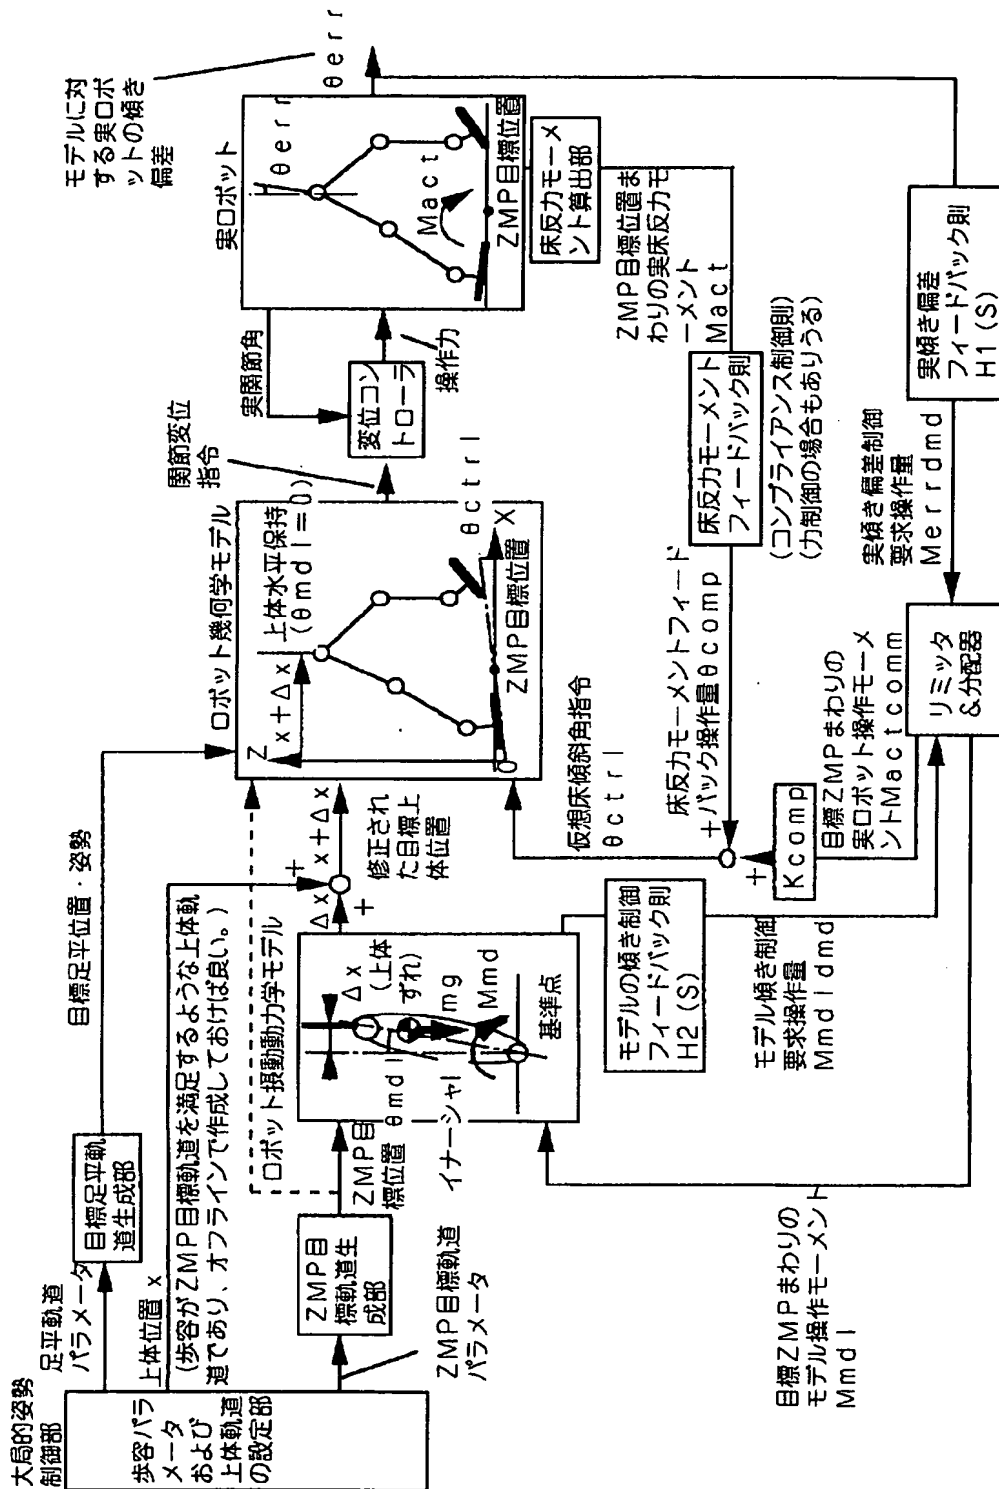 大局的姿勢
制御部
歩容パラ
メータ
および
上体軌道
の設定部
足平軌道
パラメータ
目標足平軌
道生成部
目標足平位置・姿勢
上体位置x
(歩容がZMP目標軌道を満足するような上体軌
道であり、オフラインで作成しておけば良い。)
ZMP目標軌道
パラメータ
ZMP目
標軌道生
成部
ZMP目
標位置
ロボット摂動動力学モデル
Δx
(上体
ずれ)
mg
Mmd
θmdl
イナーシャI
基準点
Δx
+
+
x+Δx
修正され
た目標上
体位置
ロボット幾何学モデル
Z
x+Δx
上体水平保持
(θmdl=0)
0
X
θctrl
ZMP目標位置
関節変位
指令
変位コン
トローラ
実関節角
操作力
実ロボット
θerr
Mact
ZMP目標位置
モデルに対
する実ロボ
ットの傾き
偏差
θerr
床反力モーメ
ント算出部
ZMP目標位置ま
わりの実床反力モ
ーメント
Mact
床反力モーメント
フィードバック則
(コンプライアンス制御則)
(力制御の場合もありうる)
床反力モーメントフィード
バック操作量θcomp
+
+
仮想床傾斜角指令
θctrl
Kcomp
目標ZMPまわりの
実ロボット操作モーメ
ントMactcomm
実傾き偏差
フィードバック則
H1(S)
実傾き偏差制御
要求操作量
Merrdmd
リミッタ
&分配器
モデルの傾き制御
フィードバック則
H2(S)
モデル傾き制御
要求操作量
Mmdldmd
目標ZMPまわりの
モデル操作モーメント
Mmdl